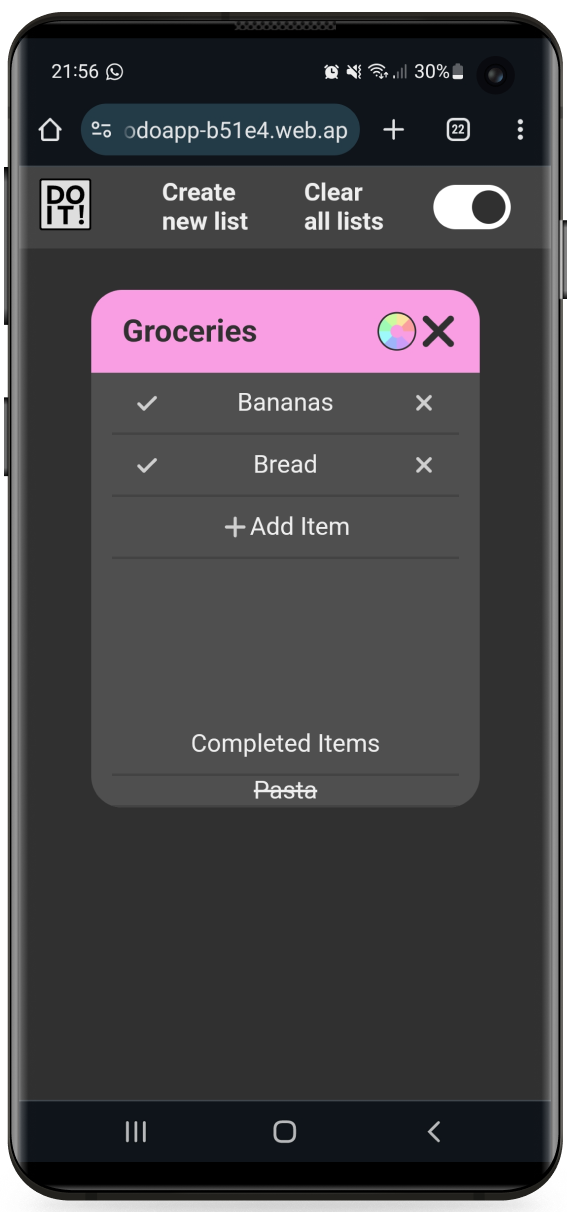 21:56
30%
odoapp-b51e4.web.ap
22
DO
IT!
Create
new list
Clear
all lists
Groceries
Bananas
Bread
Add Item
Completed Items
Pasta